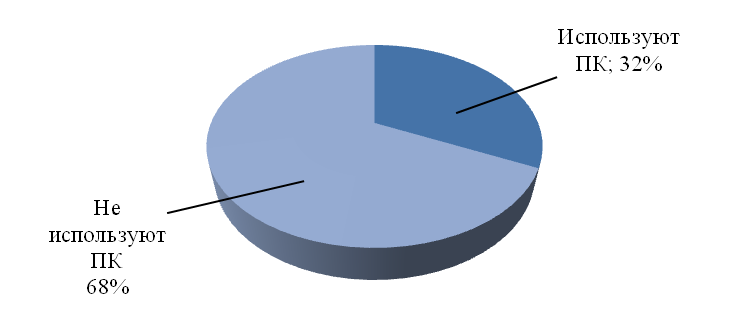 Используют
ПК; 32%
Не
используют
ПК
68%